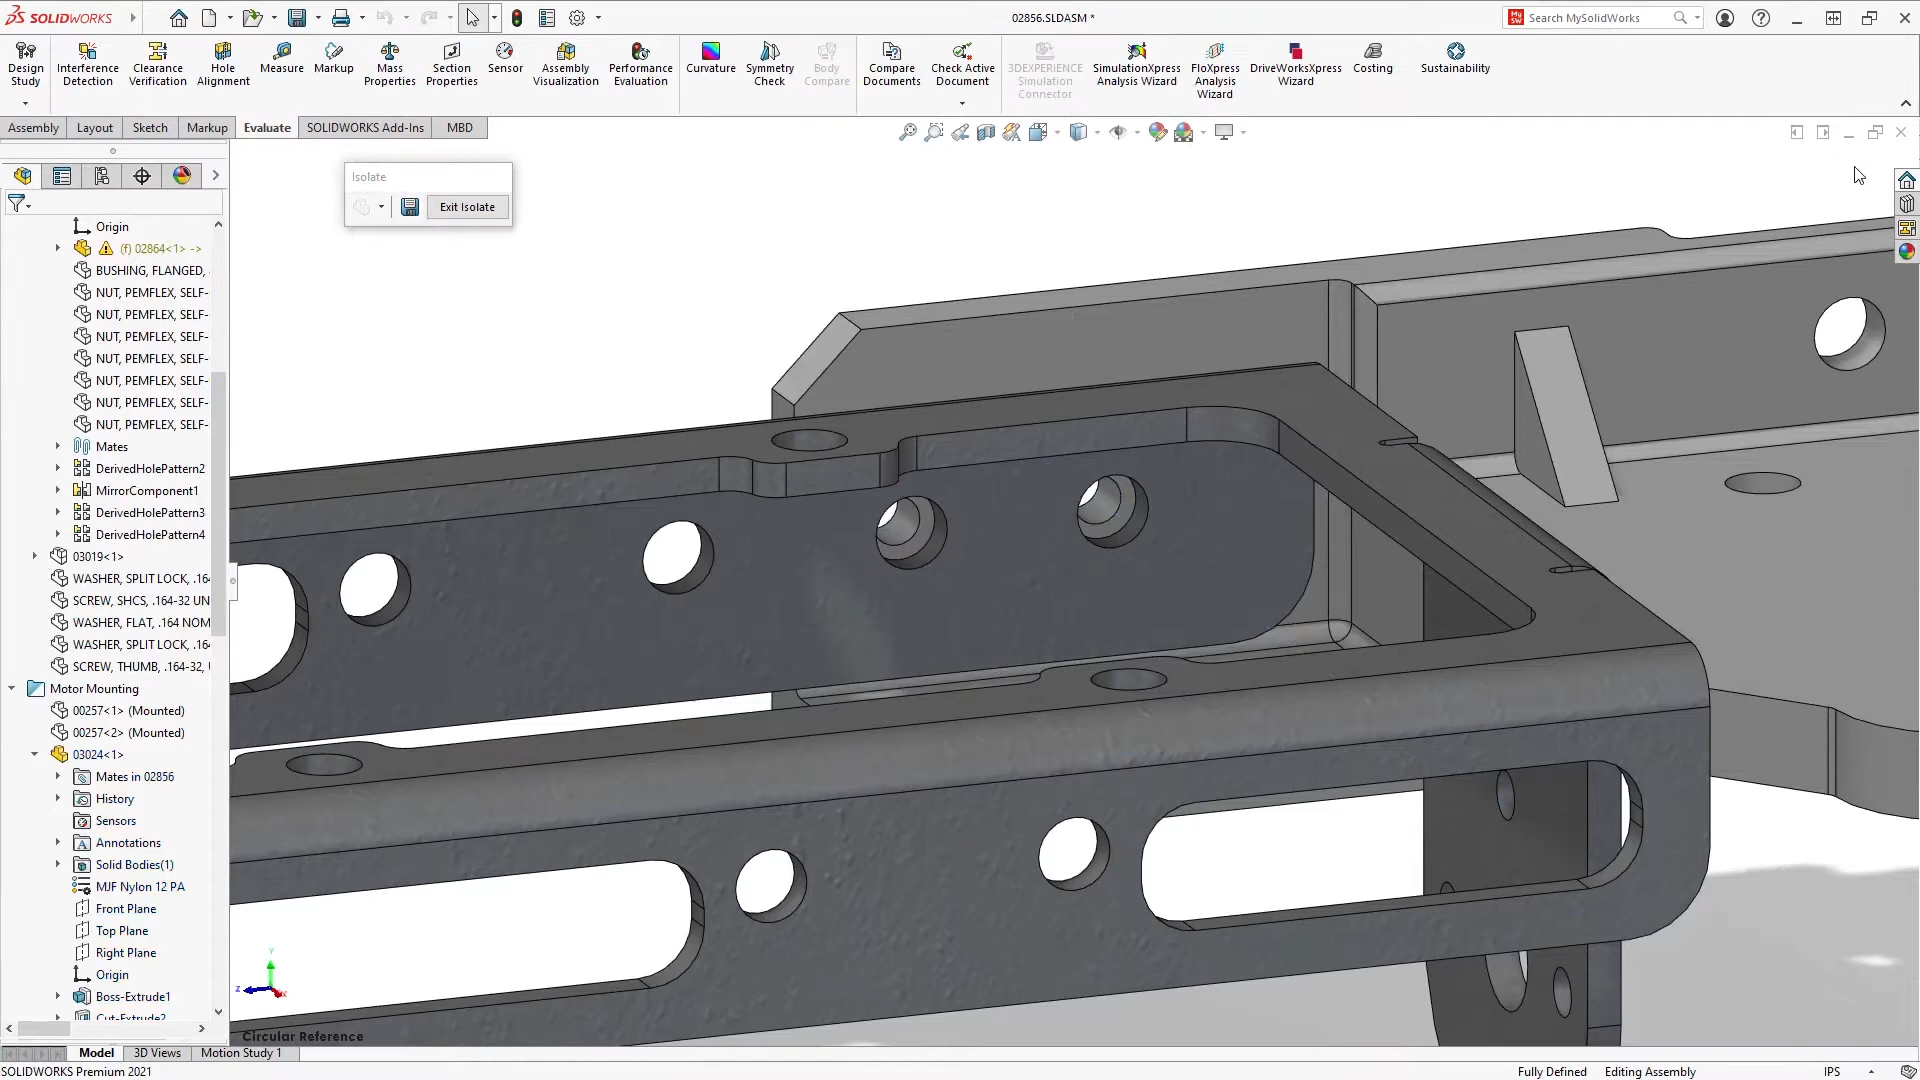 SOLIDWORKS
02856.SLDASM *
Search MySolidWorks
Design Study
Interference Detection
Clearance Verification
Hole Alignment
Measure
Markup
Mass Properties
Section Properties
Sensor
Assembly Visualization
Performance Evaluation
Curvature
Symmetry Check
Body Compare
Compare Documents
Check Active Document
3DEXPERIENCE Simulation Connector
SimulationXpress Analysis Wizard
FloXpress Analysis Wizard
DriveWorksXpress Wizard
Costing
Sustainability
Assembly
Layout
Sketch
Markup
Evaluate
SOLIDWORKS Add-Ins
MBD
Isolate
Exit Isolate
Origin
(f) 02864<1> ->
BUSHING, FLANGED,
NUT, PEMFLEX, SELF-
NUT, PEMFLEX, SELF-
NUT, PEMFLEX, SELF-
NUT, PEMFLEX, SELF-
NUT, PEMFLEX, SELF-
NUT, PEMFLEX, SELF-
NUT, PEMFLEX, SELF-
Mates
DerivedHolePattern2
MirrorComponent1
DerivedHolePattern3
DerivedHolePattern4
03019<1>
WASHER, SPLIT LOCK, .164
SCREW, SHCS, .164-32 UN
WASHER, FLAT, .164 NOM
WASHER, SPLIT LOCK, .164
SCREW, THUMB, .164-32,
Motor Mounting
00257<1> (Mounted)
00257<2> (Mounted)
03024<1>
Mates in 02856
History
Sensors
Annotations
Solid Bodies(1)
MJF Nylon 12 PA
Front Plane
Top Plane
Right Plane
Origin
Boss-Extrude1
Cut-Extrude2
Circular Reference
Model
3D Views
Motion Study 1
SOLIDWORKS Premium 2021
Fully Defined
Editing Assembly
IPS